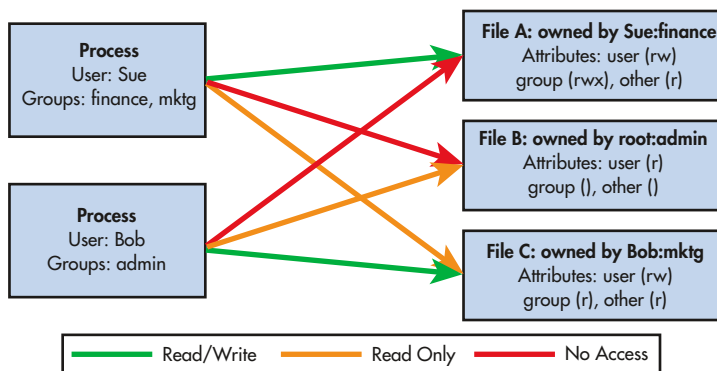 Process
User: Sue
Groups: finance, mktg
Process
User: Bob
Groups: admin
File A: owned by Sue:finance
Attributes: user (rw)
group (rwx), other (r)
File B: owned by root:admin
Attributes: user (r)
group (), other ()
File C: owned by Bob:mktg
Attributes: user (rw)
group (r), other (r)
Read/Write
Read Only
No Access